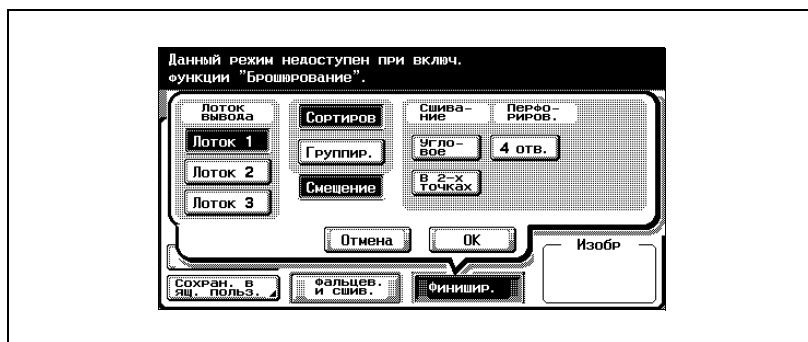 Данный режим недоступен при включ.
функции "Брошюрование".
Лоток
вывода
Лоток 1
Лоток 2
Лоток 3
Сортиров
Группир.
Смещение
Сшива-
ние
Угло-
вое
В 2-х
точках
Перфо-
риров.
4 отв.
Отмена
OK
Изобр
Сохран. в
ящ. польз.
Фальцев.
и сшив.
Финишир.